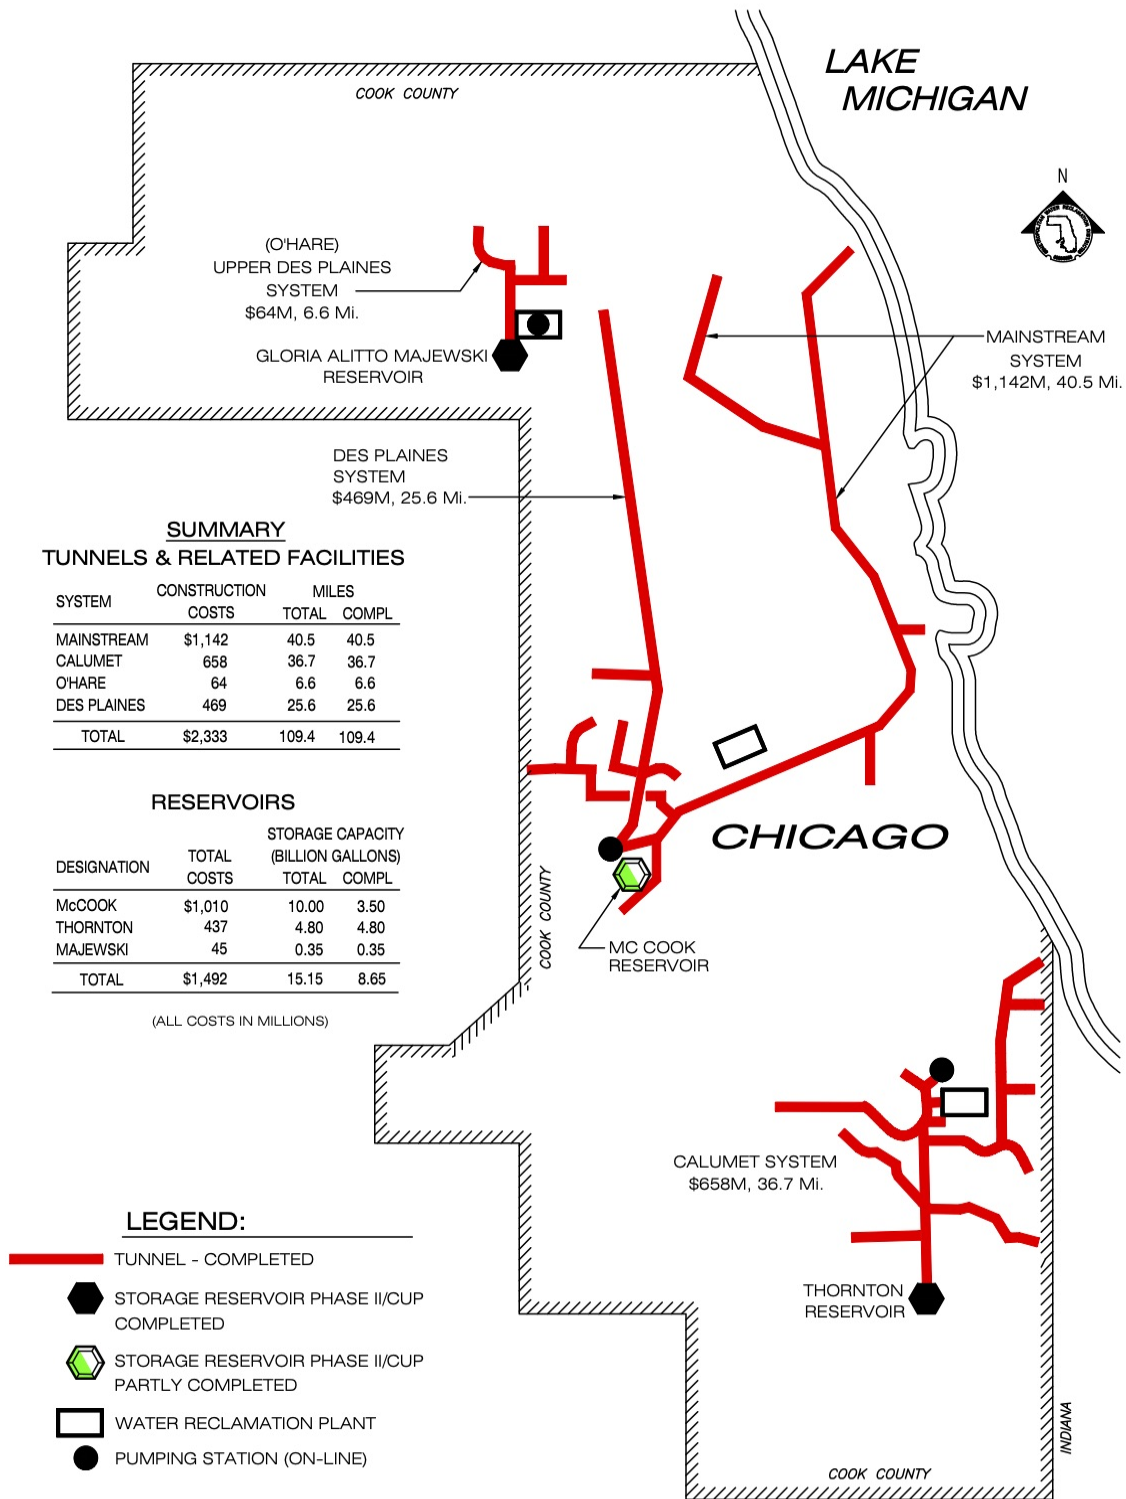 LAKE
MICHIGAN
COOK COUNTY
N
(O'HARE)
UPPER DES PLAINES
SYSTEM
$64M, 6.6 Mi.
GLORIA ALITTO MAJEWSKI
RESERVOIR
MAINSTREAM
SYSTEM
$1,142M, 40.5 Mi.
DES PLAINES
SYSTEM
$469M, 25.6 Mi.
SUMMARY
TUNNELS & RELATED FACILITIES
SYSTEM CONSTRUCTION COSTS MILES
TOTAL COMPL
MAINSTREAM $1,142 40.5 40.5
CALUMET 658 36.7 36.7
O'HARE 64 6.6 6.6
DES PLAINES 469 25.6 25.6
TOTAL $2,333 109.4 109.4
RESERVOIRS
DESIGNATION TOTAL COSTS STORAGE CAPACITY
(BILLION GALLONS)
TOTAL COMPL
McCOOK $1,010 10.00 3.50
THORNTON 437 4.80 4.80
MAJEWSKI 45 0.35 0.35
TOTAL $1,492 15.15 8.65
(ALL COSTS IN MILLIONS)
CHICAGO
COOK COUNTY
MC COOK
RESERVOIR
CALUMET SYSTEM
$658M, 36.7 Mi.
THORNTON
RESERVOIR
LEGEND:
TUNNEL - COMPLETED
STORAGE RESERVOIR PHASE II/CUP
COMPLETED
STORAGE RESERVOIR PHASE II/CUP
PARTLY COMPLETED
WATER RECLAMATION PLANT
PUMPING STATION (ON-LINE)
INDIANA
COOK COUNTY